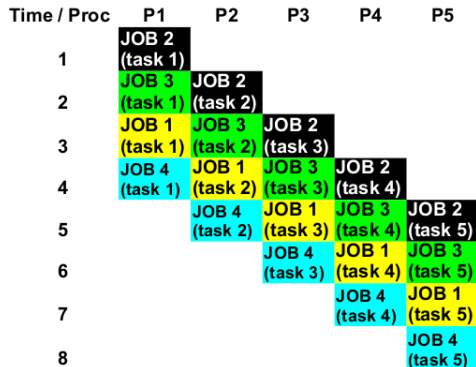 Time / Proc P1 P2 P3 P4 P5
JOB 2
(task 1)
1
JOB 3 JOB 2
(task 1) (task 2)
2
JOB 1 JOB 3 JOB 2
(task 1) (task 2) (task 3)
3
JOB 4 JOB 1 JOB 3 JOB 2
(task 1) (task 2) (task 3) (task 4)
4
JOB 4 JOB 1 JOB 3 JOB 2
(task 2) (task 3) (task 4) (task 5)
5
JOB 4 JOB 1 JOB 3
(task 3) (task 4) (task 5)
6
JOB 4 JOB 1
(task 4) (task 5)
7
JOB 4
(task 5)
8